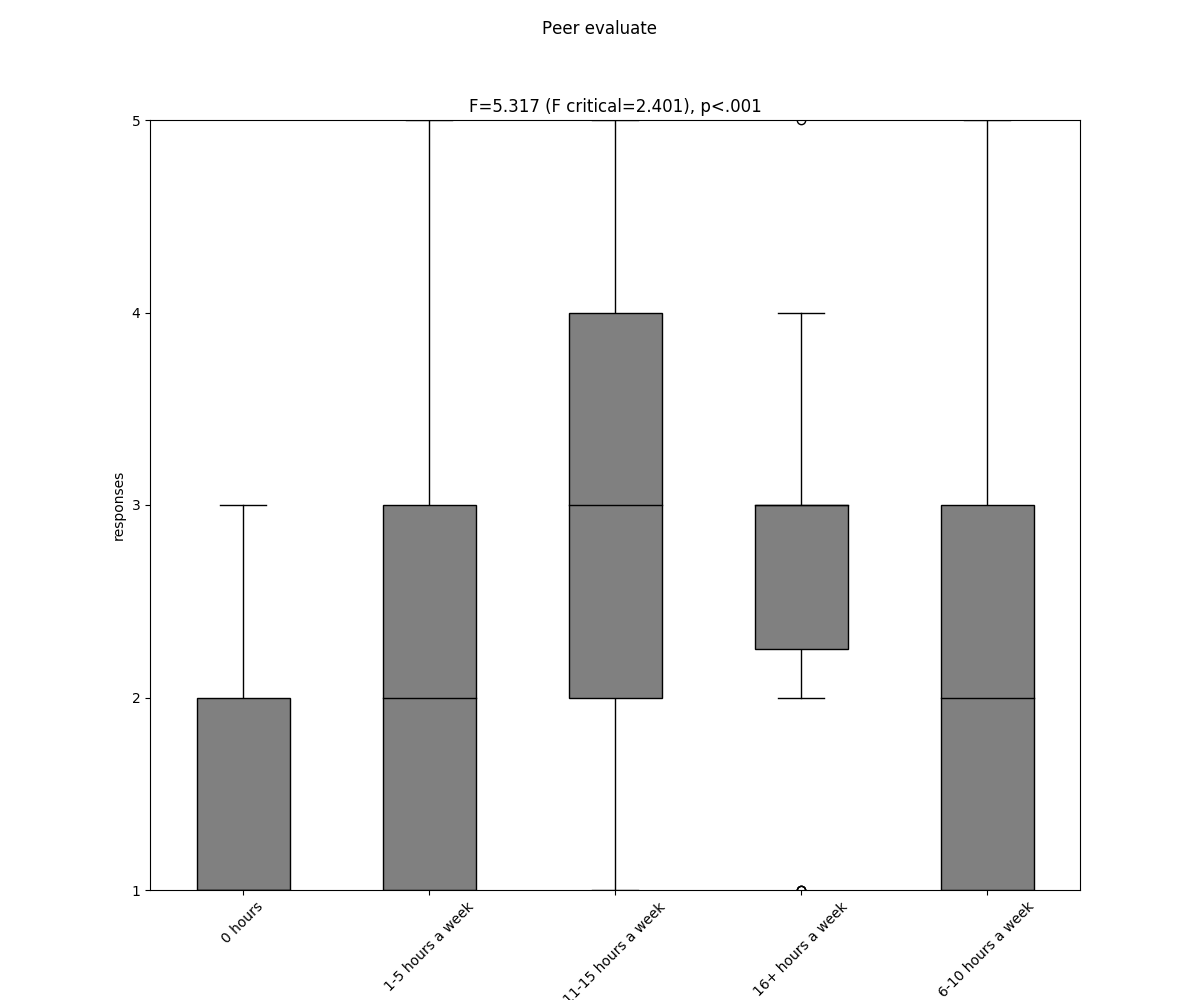 Peer evaluate
F=5.317 (F critical=2.401), p<.001
5
4
3
2
1
responses
0 hours
1-5 hours a week
11-15 hours a week
16+ hours a week
6-10 hours a week